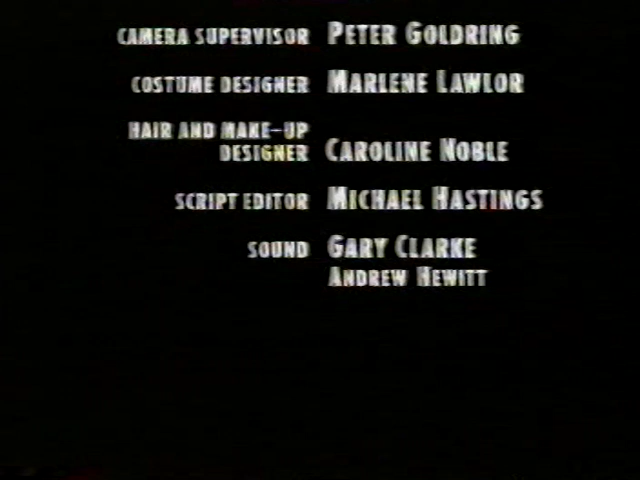 CAMERA SUPERVISOR PETER GOLDRING
COSTUME DESIGNER MARLENE LAWLOR
HAIR AND MAKE-UP
DESIGNER CAROLINE NOBLE
SCRIPT EDITOR MICHAEL HASTINGS
SOUND GARY CLARKE
ANDREW HEWITT